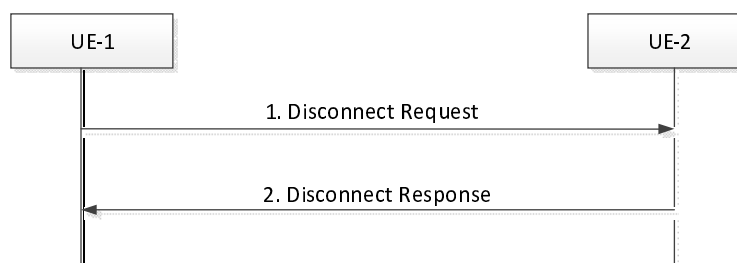 UE-1
UE-2
1. Disconnect Request
2. Disconnect Response